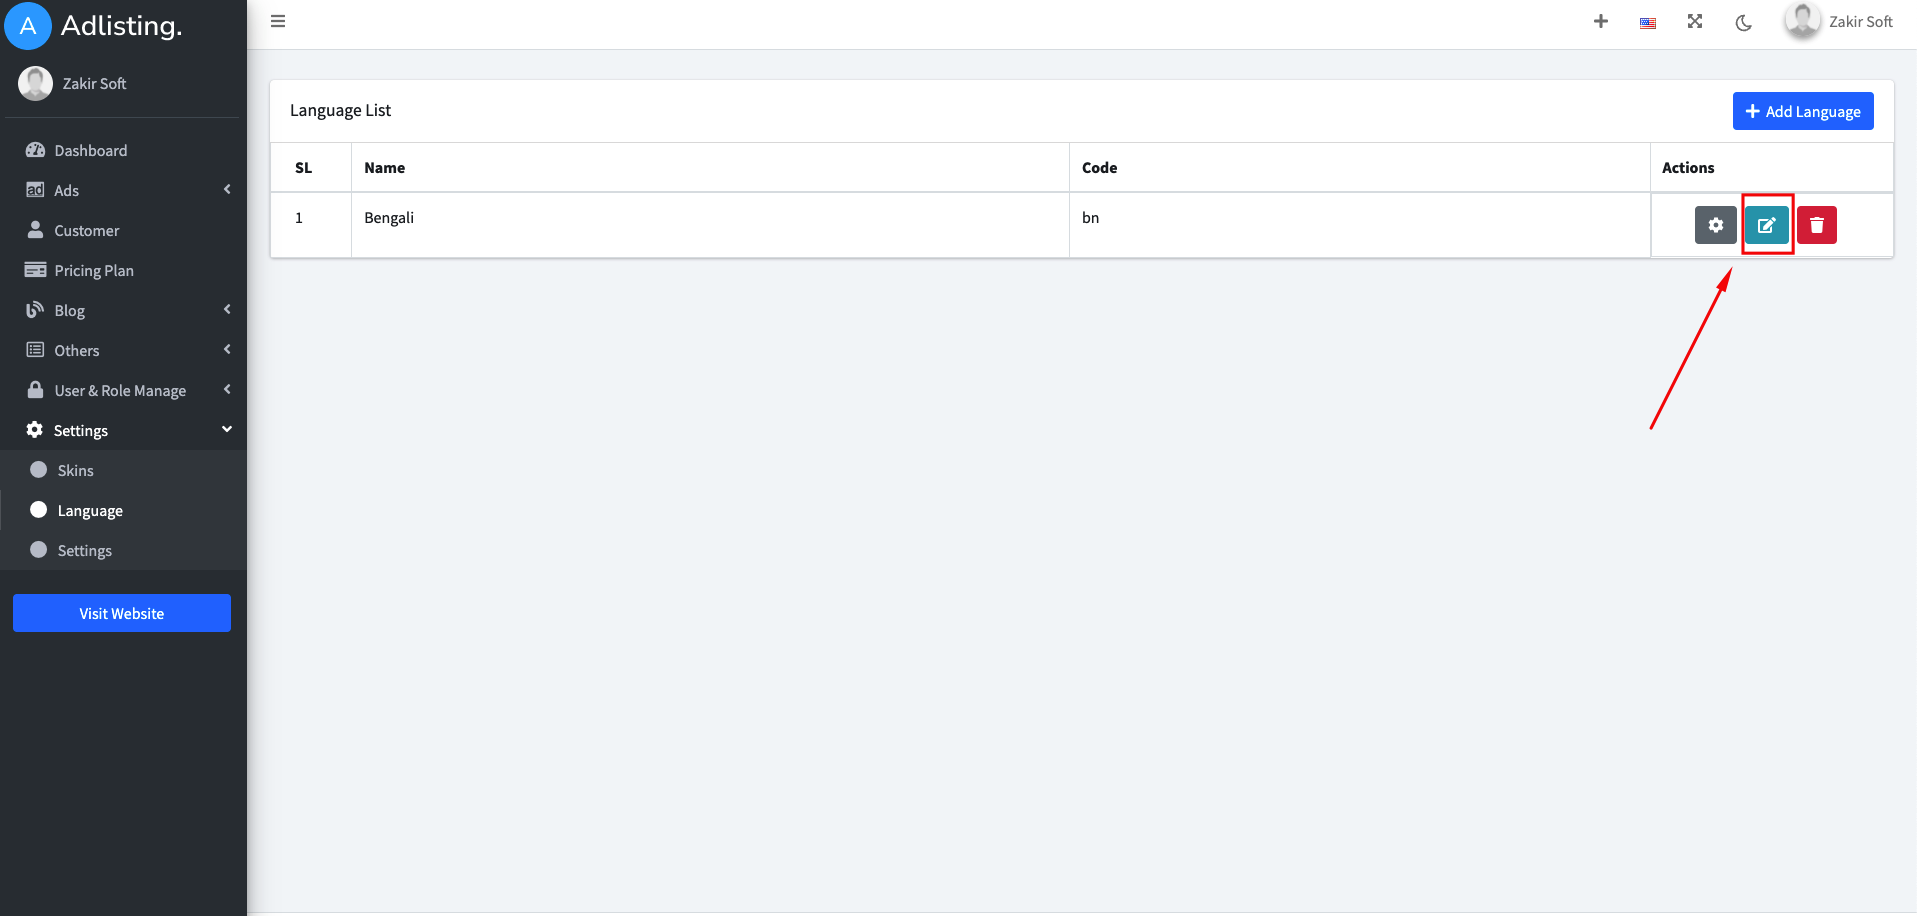 A Adlisting.
Zakir Soft
Zakir Soft
Dashboard
ad Ads
Customer
Pricing Plan
Blog
Others
User & Role Manage
Settings
Skins
Language
Settings
Visit Website
Language List
Add Language
SL Name Code Actions
1 Bengali bn